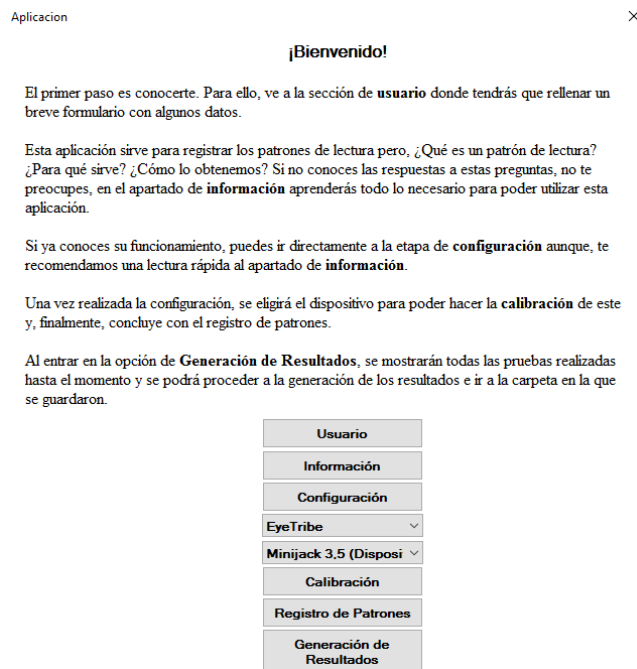 Aplicacion
¡Bienvenido!
El primer paso es conocerte. Para ello, ve a la sección de usuario donde tendrás que rellenar un
breve formulario con algunos datos.
Esta aplicación sirve para registrar los patrones de lectura pero, ¿Qué es un patrón de lectura?
¿Para qué sirve? ¿Cómo lo obtenemos? Si no conoces las respuestas a estas preguntas, no te
preocupes, en el apartado de información aprenderás todo lo necesario para poder utilizar esta
aplicación.
Si ya conoces su funcionamiento, puedes ir directamente a la etapa de configuración aunque, te
recomendamos una lectura rápida al apartado de información.
Una vez realizada la configuración, se eligirá el dispositivo para poder hacer la calibración de este
y, finalmente, concluye con el registro de patrones.
Al entrar en la opción de Generación de Resultados, se mostrarán todas las pruebas realizadas
hasta el momento y se podrá proceder a la generación de los resultados e ir a la carpeta en la que
se guardaron.
Usuario
Información
Configuración
EyeTribe
Minijack 3,5 (Disposi
Calibración
Registro de Patrones
Generación de
Resultados